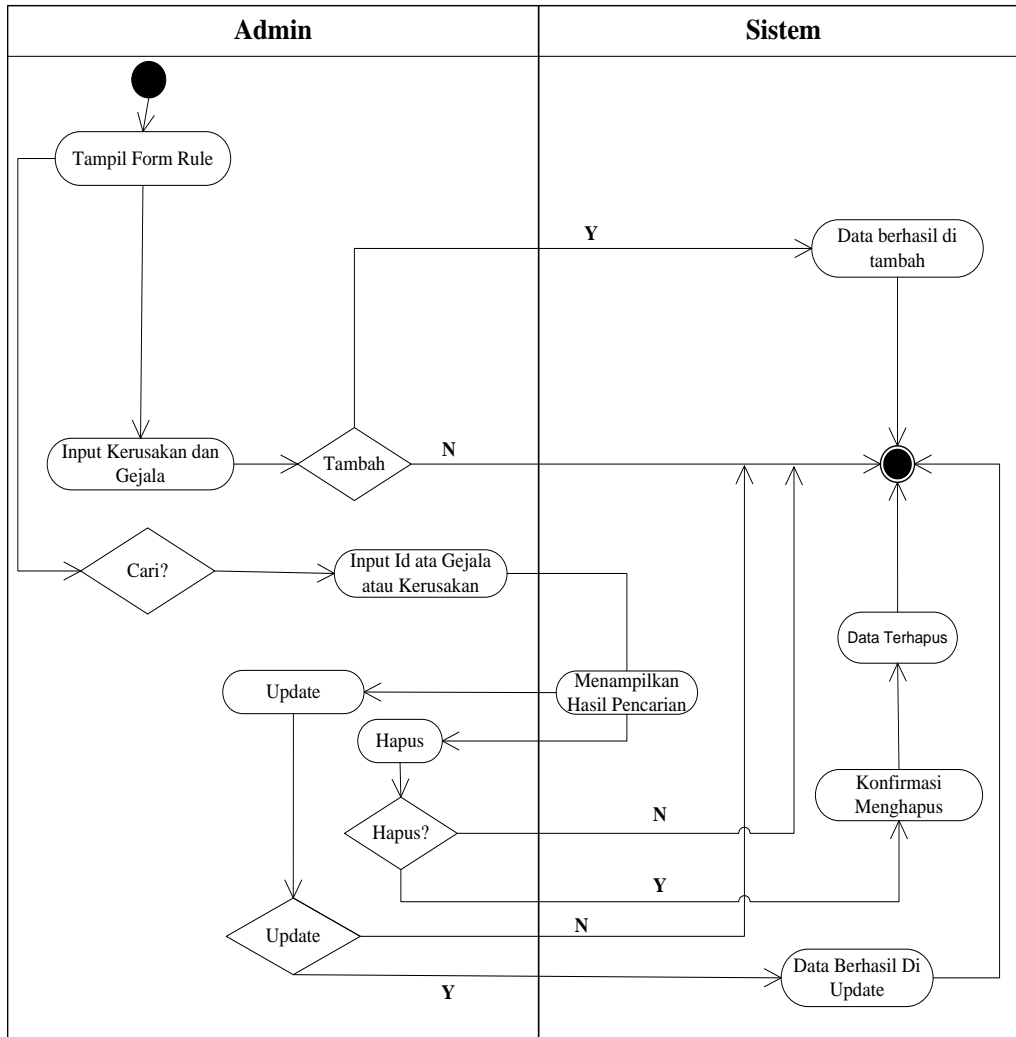 Admin
Sistem
Tampil Form Rule
Y
Data berhasil di
tambah
Input Kerusakan dan
Gejala
Tambah
N
Cari?
Input Id ata Gejala
atau Kerusakan
Data Terhapus
Update
Menampilkan
Hasil Pencarian
Hapus
Konfirmasi
Menghapus
Hapus?
N
Y
Update
N
Data Berhasil Di
Update
Y